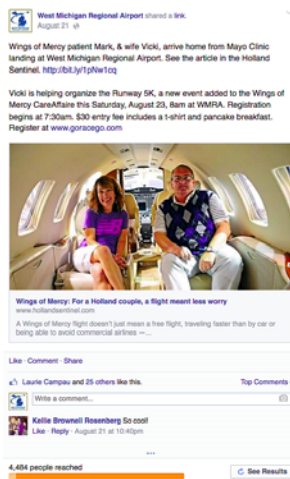 West Michigan Regional Airport shared a link.
August 21
Wings of Mercy patient Mark, & wife Vicki, arrive home from Mayo Clinic
landing at West Michigan Regional Airport. See the article in the Holland
Sentinel. http://bit.ly/1pNw1cq
Vicki is helping organize the Runway 5K, a new event added to the Wings of
Mercy CareAffaire this Saturday, August 23, 8am at WMRA. Registration
begins at 7:30am. $30 entry fee includes a t-shirt and pancake breakfast.
Register at www.goracego.com
Wings of Mercy: For a Holland couple, a flight meant less worry
www.hollandsentinel.com
A Wings of Mercy flight doesn't just mean a free flight, traveling faster than by car or
being able to avoid commercial airlines —...
Like · Comment · Share
Laurie Campau and 25 others like this.
Top Comments
Write a comment...
Kellie Brownell Rosenberg So cool!
Like · Reply · August 21 at 10:40pm
4,484 people reached
See Results